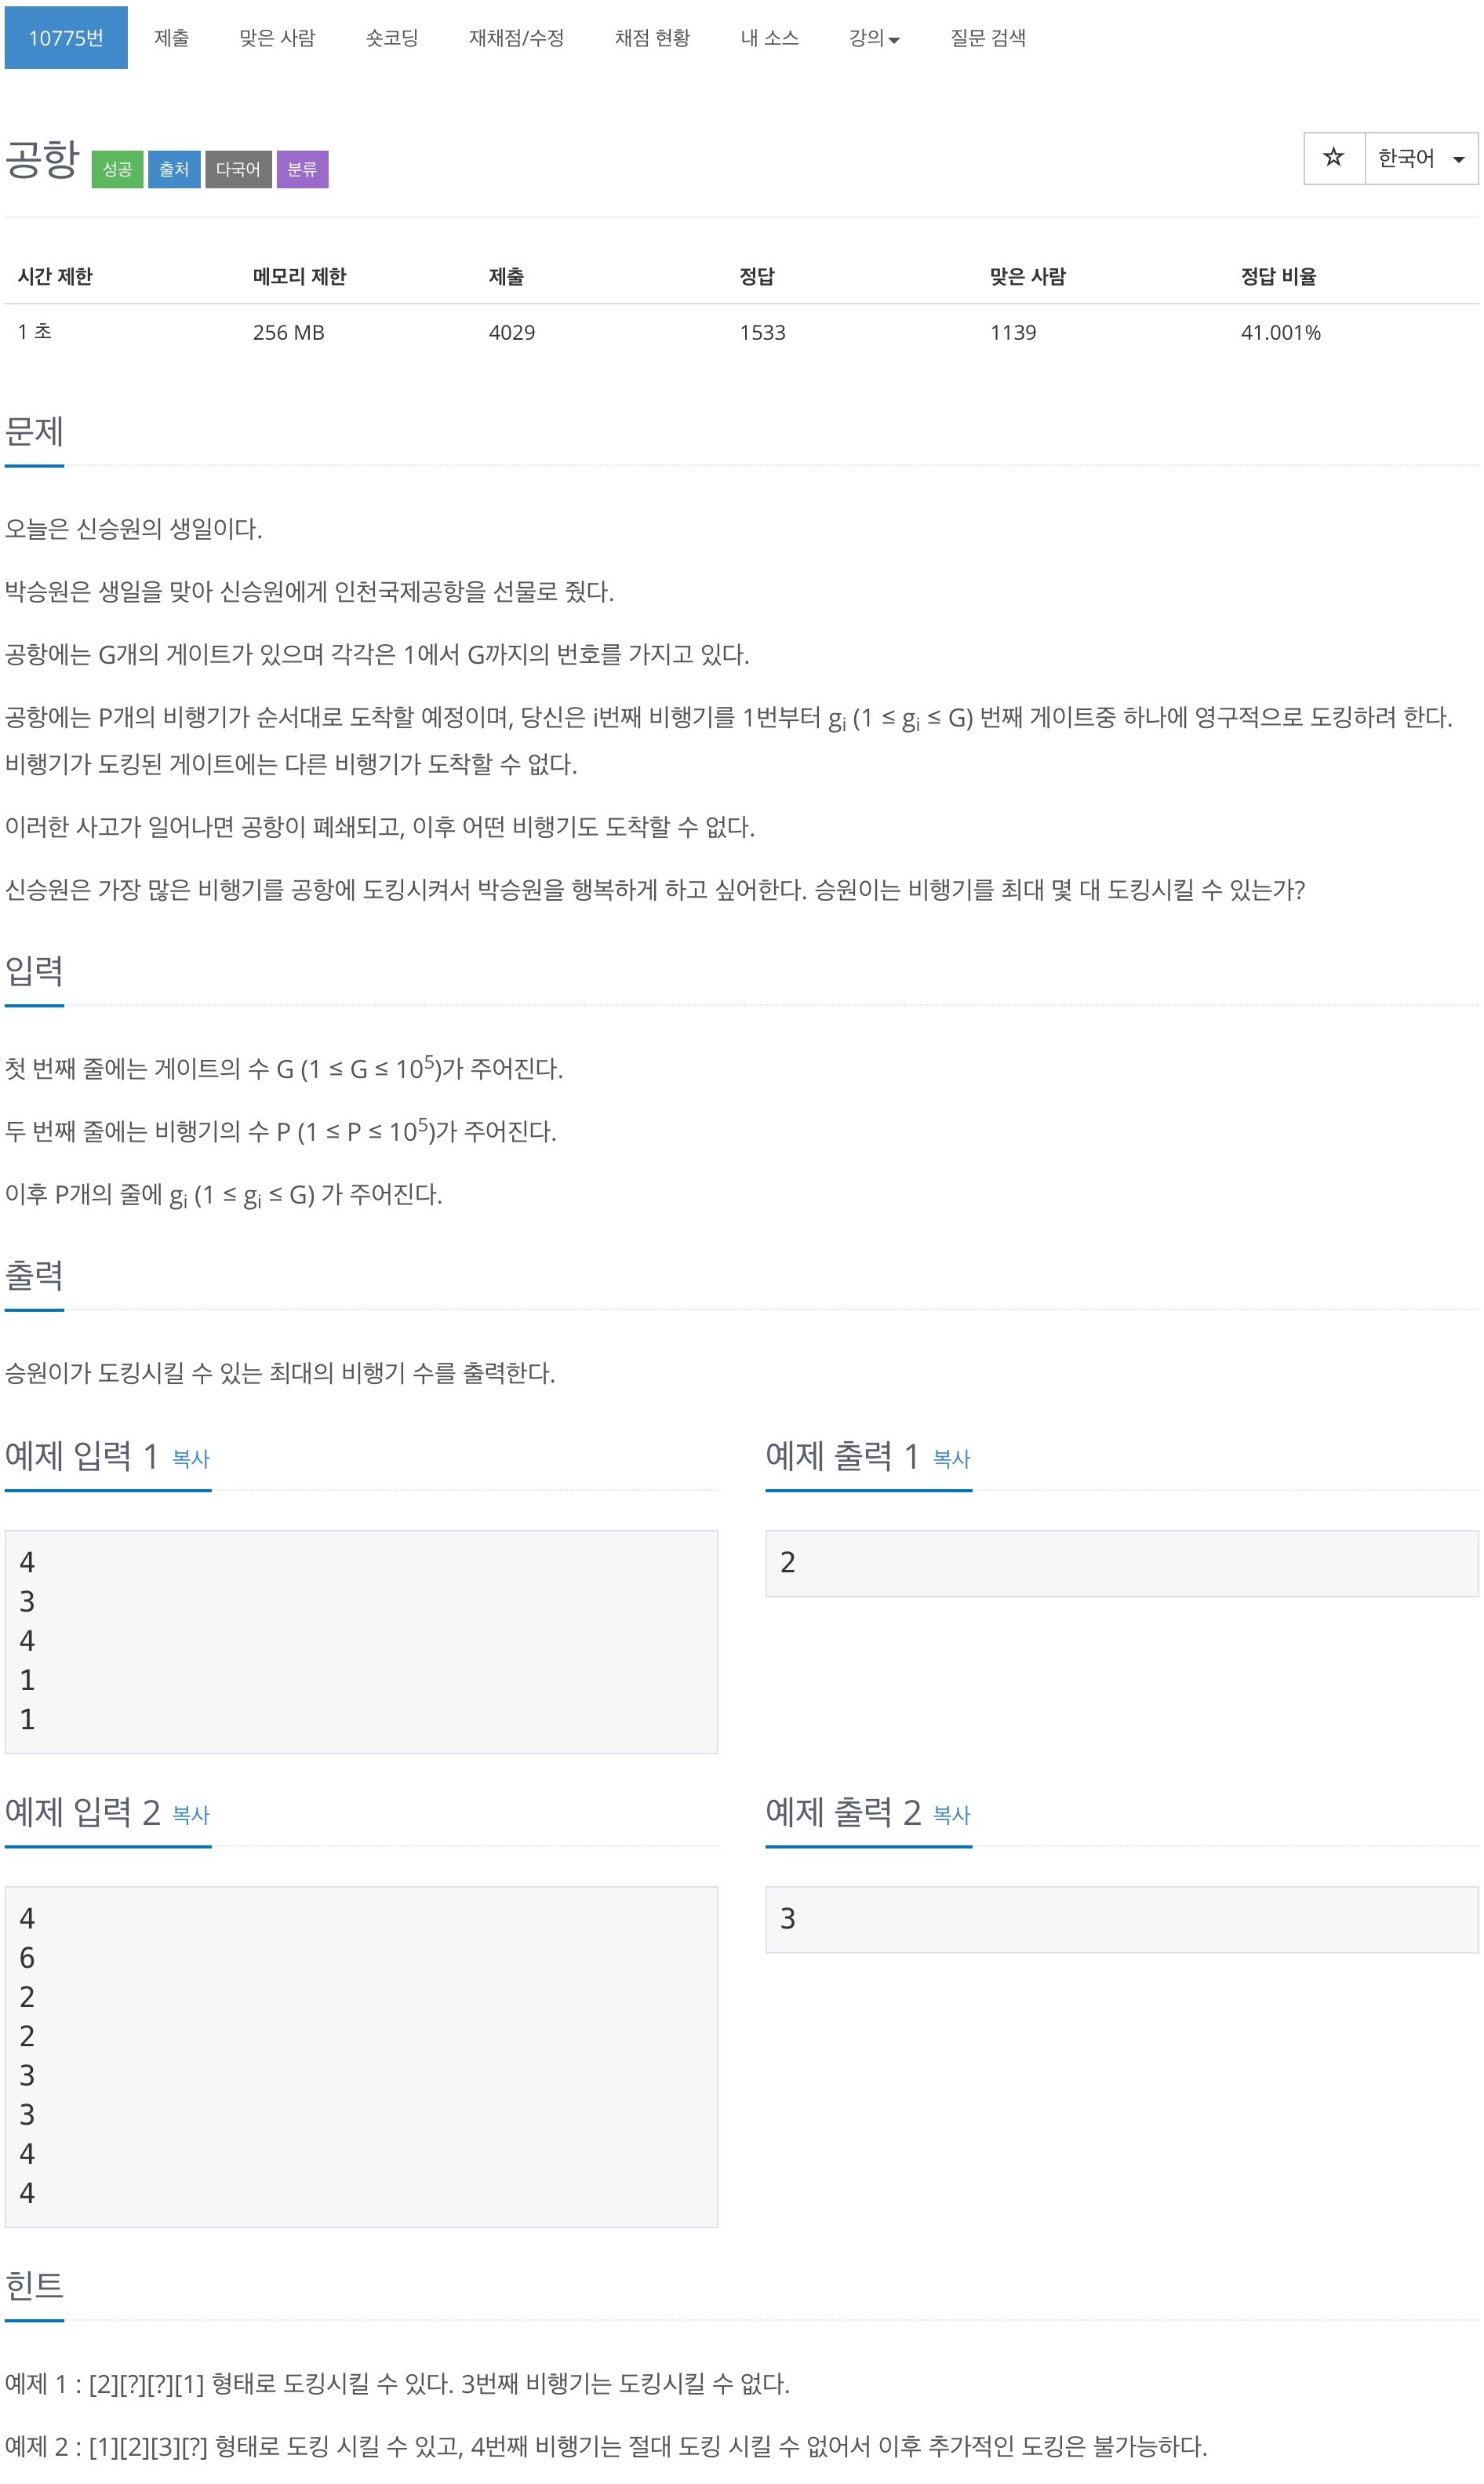 10775번 제출 맞은 사람 숏코딩 재채점/수정 채점 현황 내 소스 강의 질문 검색
공항 성공 출처 다국어 분류 ☆ 한국어
시간 제한 메모리 제한 제출 정답 맞은 사람 정답 비율
1 초 256 MB 4029 1533 1139 41.001%
문제
오늘은 신승원의 생일이다.
박승원은 생일을 맞아 신승원에게 인천국제공항을 선물로 줬다.
공항에는 G개의 게이트가 있으며 각각은 1에서 G까지의 번호를 가지고 있다.
공항에는 P개의 비행기가 순서대로 도착할 예정이며, 당신은 i번째 비행기를 1번부터 gᵢ (1 ≤ gᵢ ≤ G) 번째 게이트중 하나에 영구적으로 도킹하려 한다.
비행기가 도킹된 게이트에는 다른 비행기가 도착할 수 없다.
이러한 사고가 일어나면 공항이 폐쇄되고, 이후 어떤 비행기도 도착할 수 없다.
신승원은 가장 많은 비행기를 공항에 도킹시켜서 박승원을 행복하게 하고 싶어한다. 승원이는 비행기를 최대 몇 대 도킹시킬 수 있는가?
입력
첫 번째 줄에는 게이트의 수 G (1 ≤ G ≤ 10⁵)가 주어진다.
두 번째 줄에는 비행기의 수 P (1 ≤ P ≤ 10⁵)가 주어진다.
이후 P개의 줄에 gᵢ (1 ≤ gᵢ ≤ G) 가 주어진다.
출력
승원이가 도킹시킬 수 있는 최대의 비행기 수를 출력한다.
예제 입력 1 복사
4
3
4
1
1
예제 출력 1 복사
2
예제 입력 2 복사
4
6
2
2
3
3
4
4
예제 출력 2 복사
3
힌트
예제 1 : [2][?][?][1] 형태로 도킹시킬 수 있다. 3번째 비행기는 도킹시킬 수 없다.
예제 2 : [1][2][3][?] 형태로 도킹 시킬 수 있고, 4번째 비행기는 절대 도킹 시킬 수 없어서 이후 추가적인 도킹은 불가능하다.